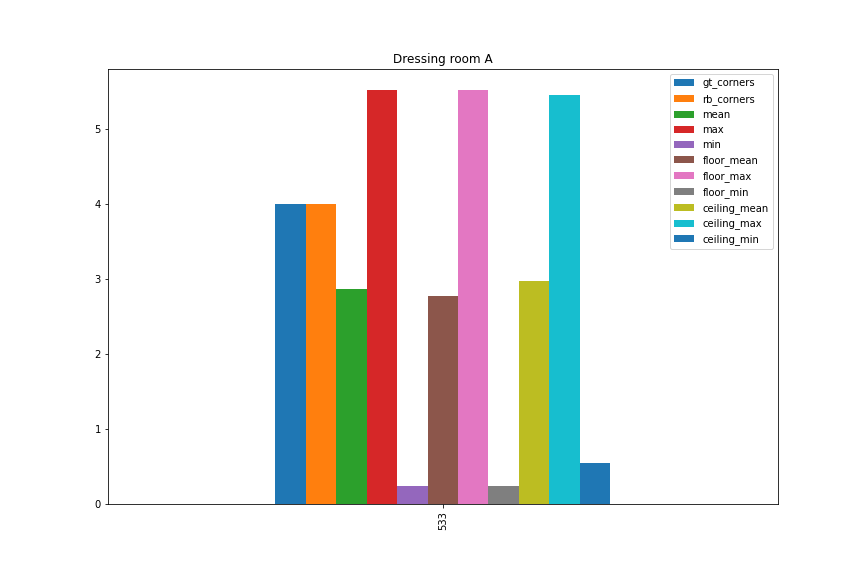 Dressing room A
gt_corners
rb_corners
mean
max
min
floor_mean
floor_max
floor_min
ceiling_mean
ceiling_max
ceiling_min
5
4
3
2
1
0
533